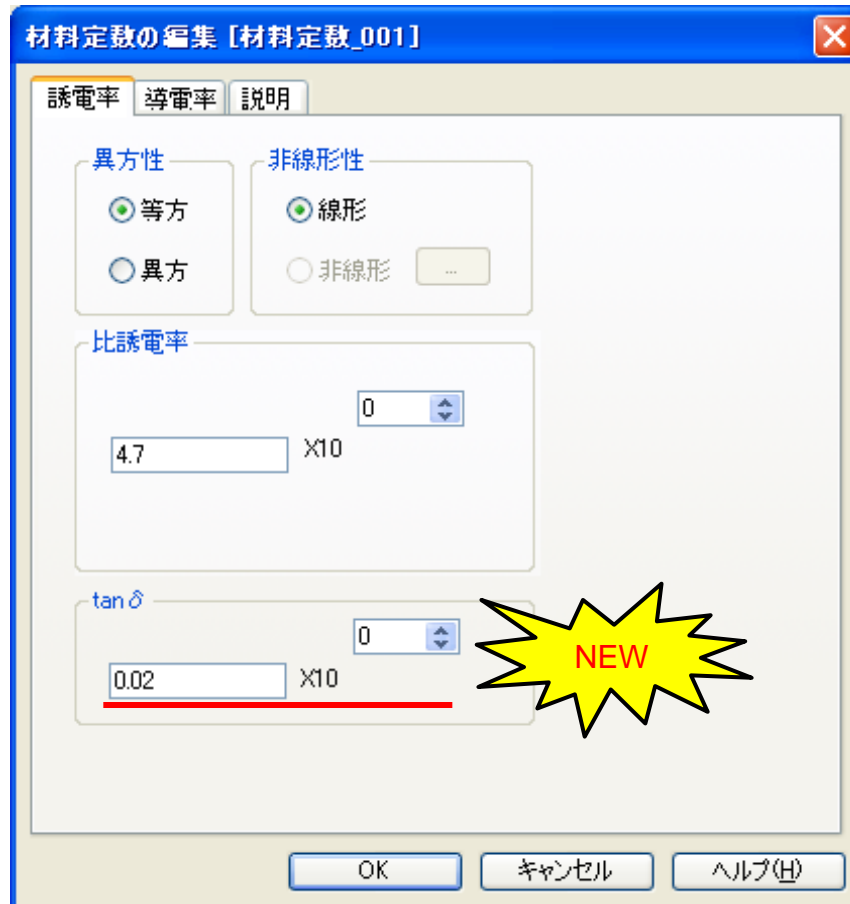 材料定数の編集 [材料定数_001]
誘電率 導電率 説明
異方性 非線形性
等方 線形
異方 非線形 ...
比誘電率
0
4.7 X10
tanδ
0
0.02 X10
NEW
OK キャンセル ヘルプ(H)